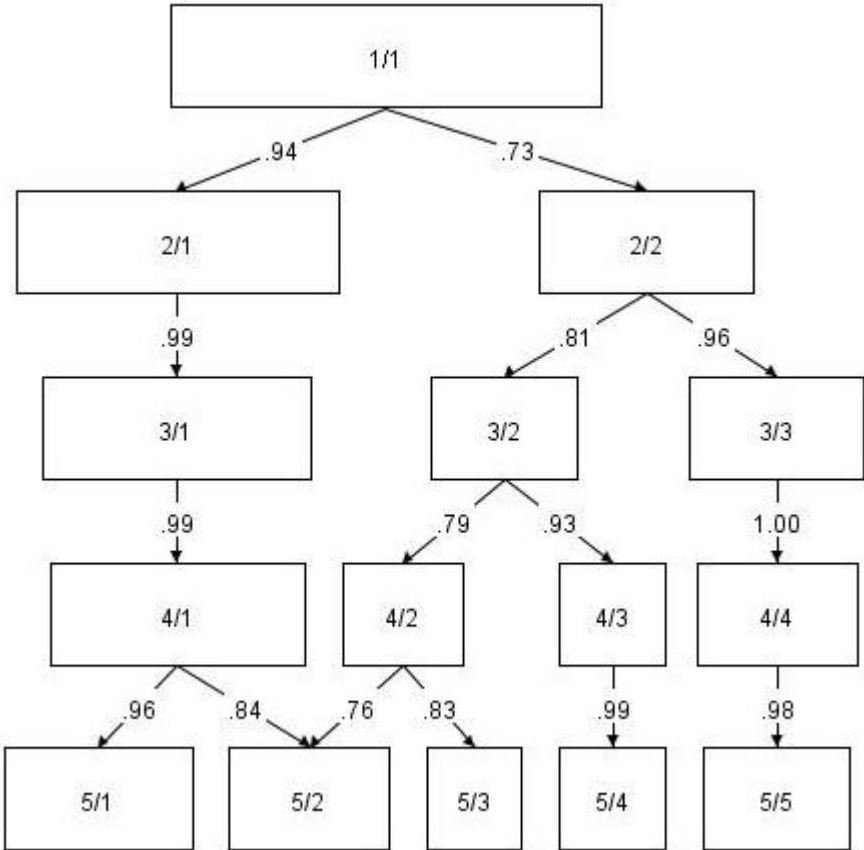 1/1
.94 .73
2/1 2/2
.99 .81 .96
3/1 3/2 3/3
.99 .79 .93 1.00
4/1 4/2 4/3 4/4
.96 .84 .76 .83 .99 .98
5/1 5/2 5/3 5/4 5/5